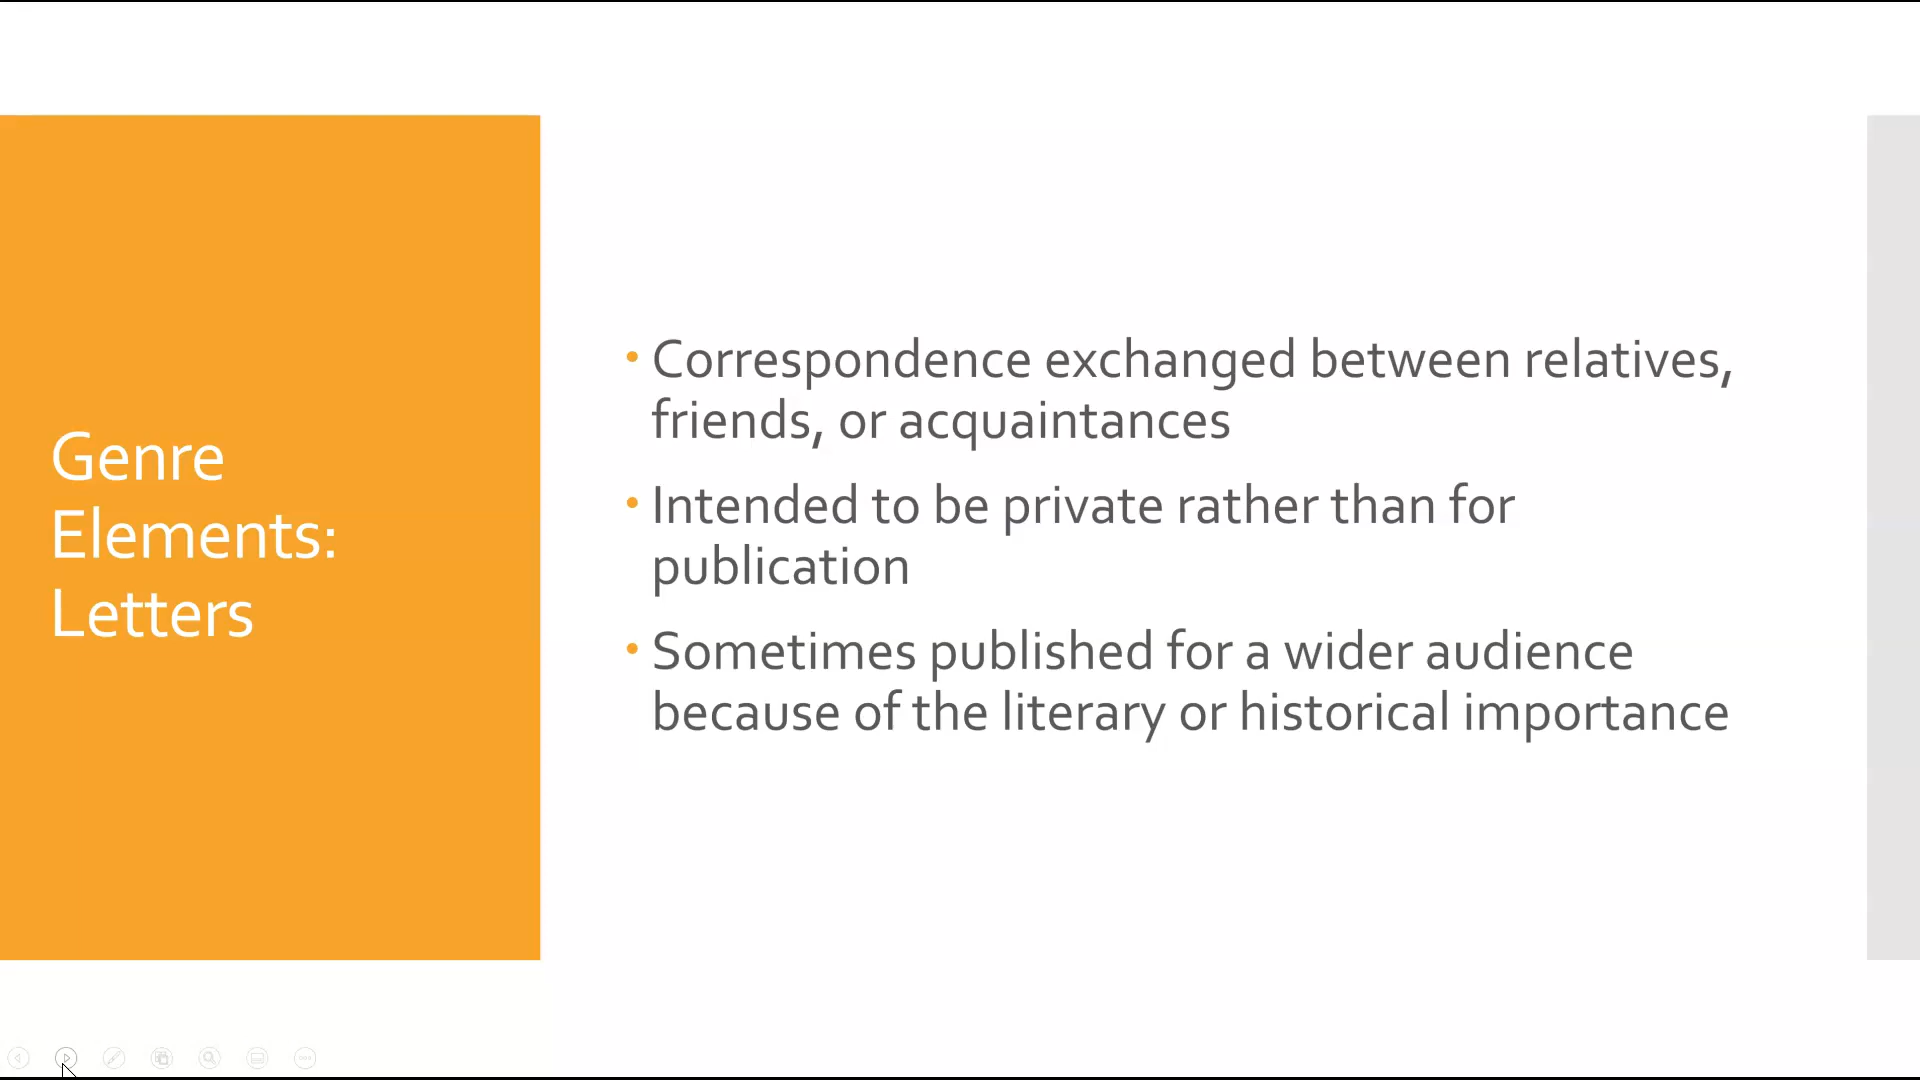 Genre
Elements:
Letters
• Correspondence exchanged between relatives,
friends, or acquaintances
• Intended to be private rather than for
publication
• Sometimes published for a wider audience
because of the literary or historical importance